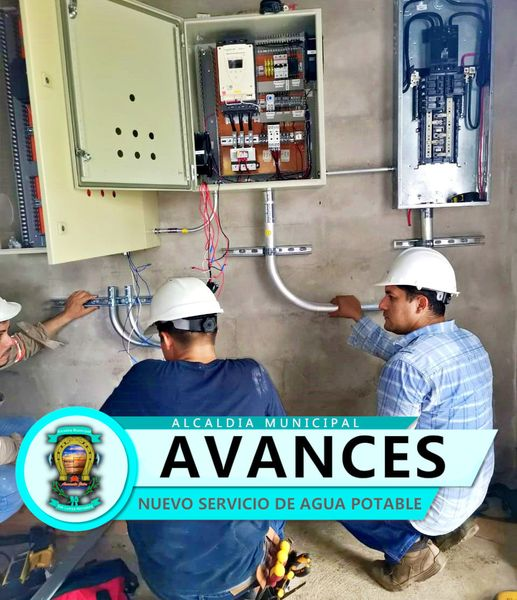 ALCALDIA MUNICIPAL
AVANCES
NUEVO SERVICIO DE AGUA POTABLE